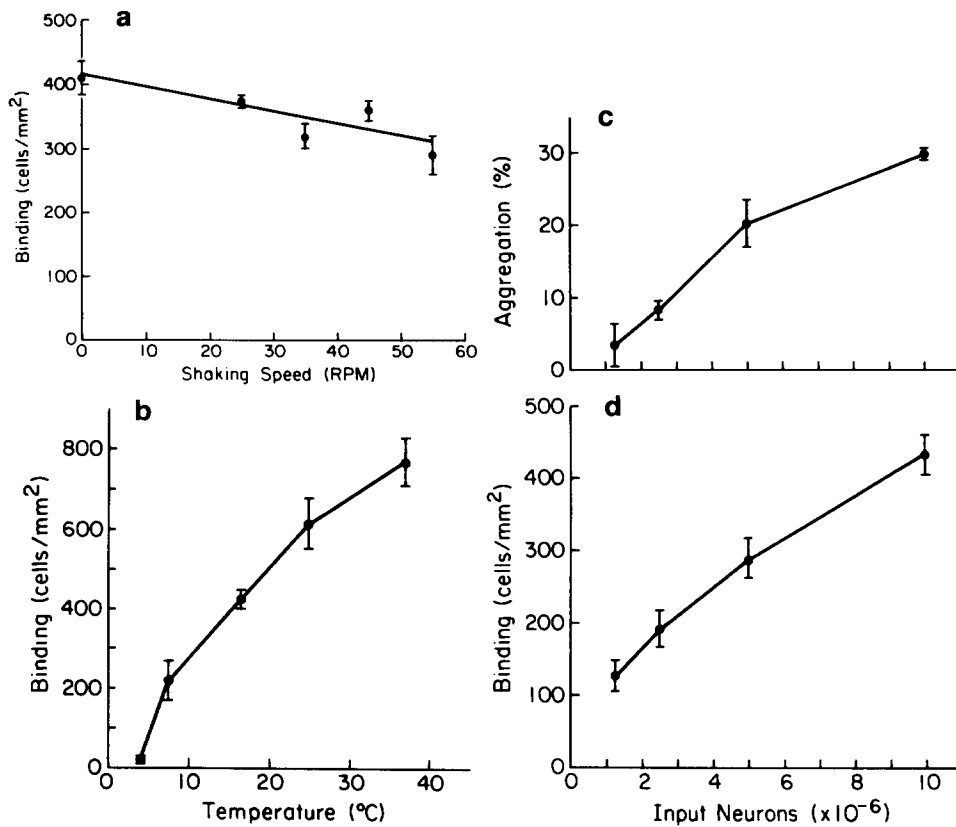 a
500
400
300
200
100
0
Binding (cells/mm²)
0 10 20 30 40 50 60
Shaking Speed (RPM)
b
800
600
400
200
0
Binding (cells/mm²)
0 10 20 30 40
Temperature (°C)
c
30
20
10
0
Aggregation (%)
d
500
400
300
200
100
0
Binding (cells/mm²)
0 2 4 6 8 10
Input Neurons (x10⁻⁶)